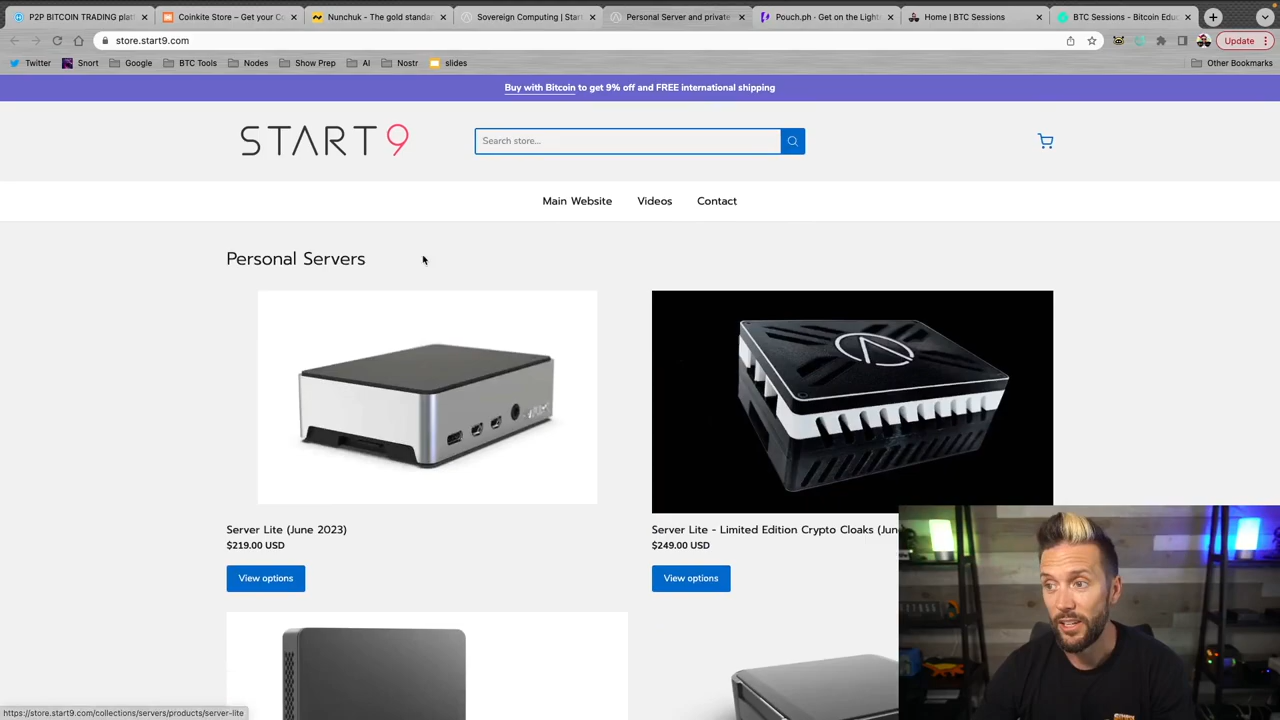 P2P BITCOIN TRADING plat
Coinkite Store – Get your Co
Nunchuk - The gold standar
Sovereign Computing | Start
Personal Server and private
Pouch.ph - Get on the Lightn
Home | BTC Sessions
BTC Sessions - Bitcoin Educ
store.start9.com
Update
Twitter
Snort
Google
BTC Tools
Nodes
Show Prep
AI
Nostr
slides
Other Bookmarks
Buy with Bitcoin to get 9% off and FREE international shipping
START9
Search store...
Main Website
Videos
Contact
Personal Servers
Server Lite (June 2023)
$219.00 USD
View options
Server Lite - Limited Edition Crypto Cloaks (Jun
$249.00 USD
View options
https://store.start9.com/collections/servers/products/server-lite